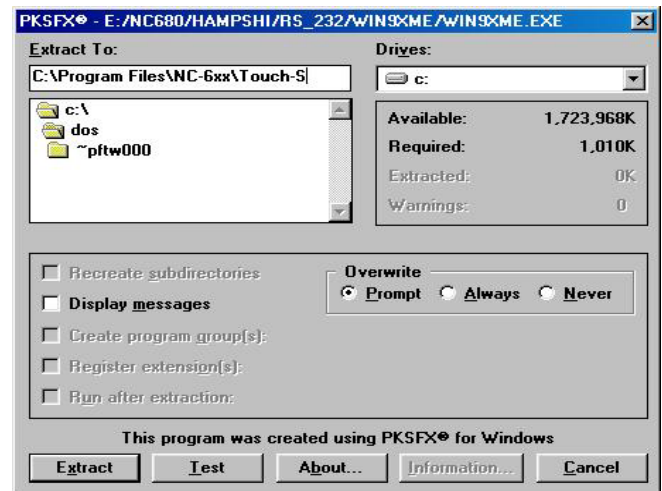 PKSFX® - E:/NC680/HAMPSHI/RS_232/WIN9XME/WIN9XME.EXE
Extract To:
Drives:
C:\Program Files\NC-6xx\Touch-S
c:
c:\
dos
~pftw000
Available: 1,723,968K
Required: 1,010K
Extracted: 0K
Warnings: 0
Recreate subdirectories
Display messages
Create program group(s):
Register extension(s):
Run after extraction:
Overwrite
Prompt Always Never
This program was created using PKSFX® for Windows
Extract Test About... Information... Cancel